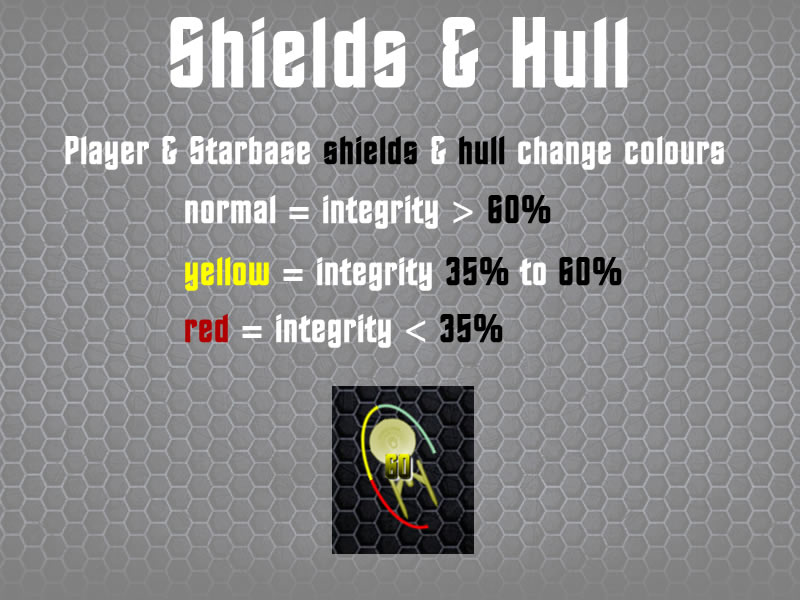 Shields & Hull
Player & Starbase shields & hull change colours
normal = integrity > 60%
yellow = integrity 35% to 60%
red = integrity < 35%
60